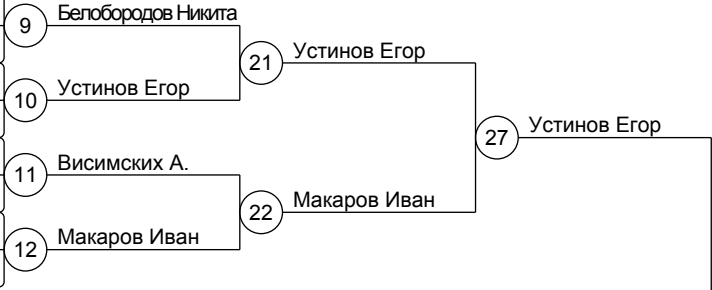 9 Белобородов Никита
21 Устинов Егор
10 Устинов Егор
27 Устинов Егор
11 Висимских А.
22 Макаров Иван
12 Макаров Иван